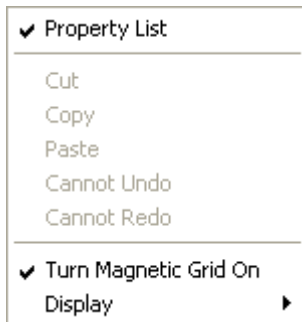 Property List
Cut
Copy
Paste
Cannot Undo
Cannot Redo
Turn Magnetic Grid On
Display